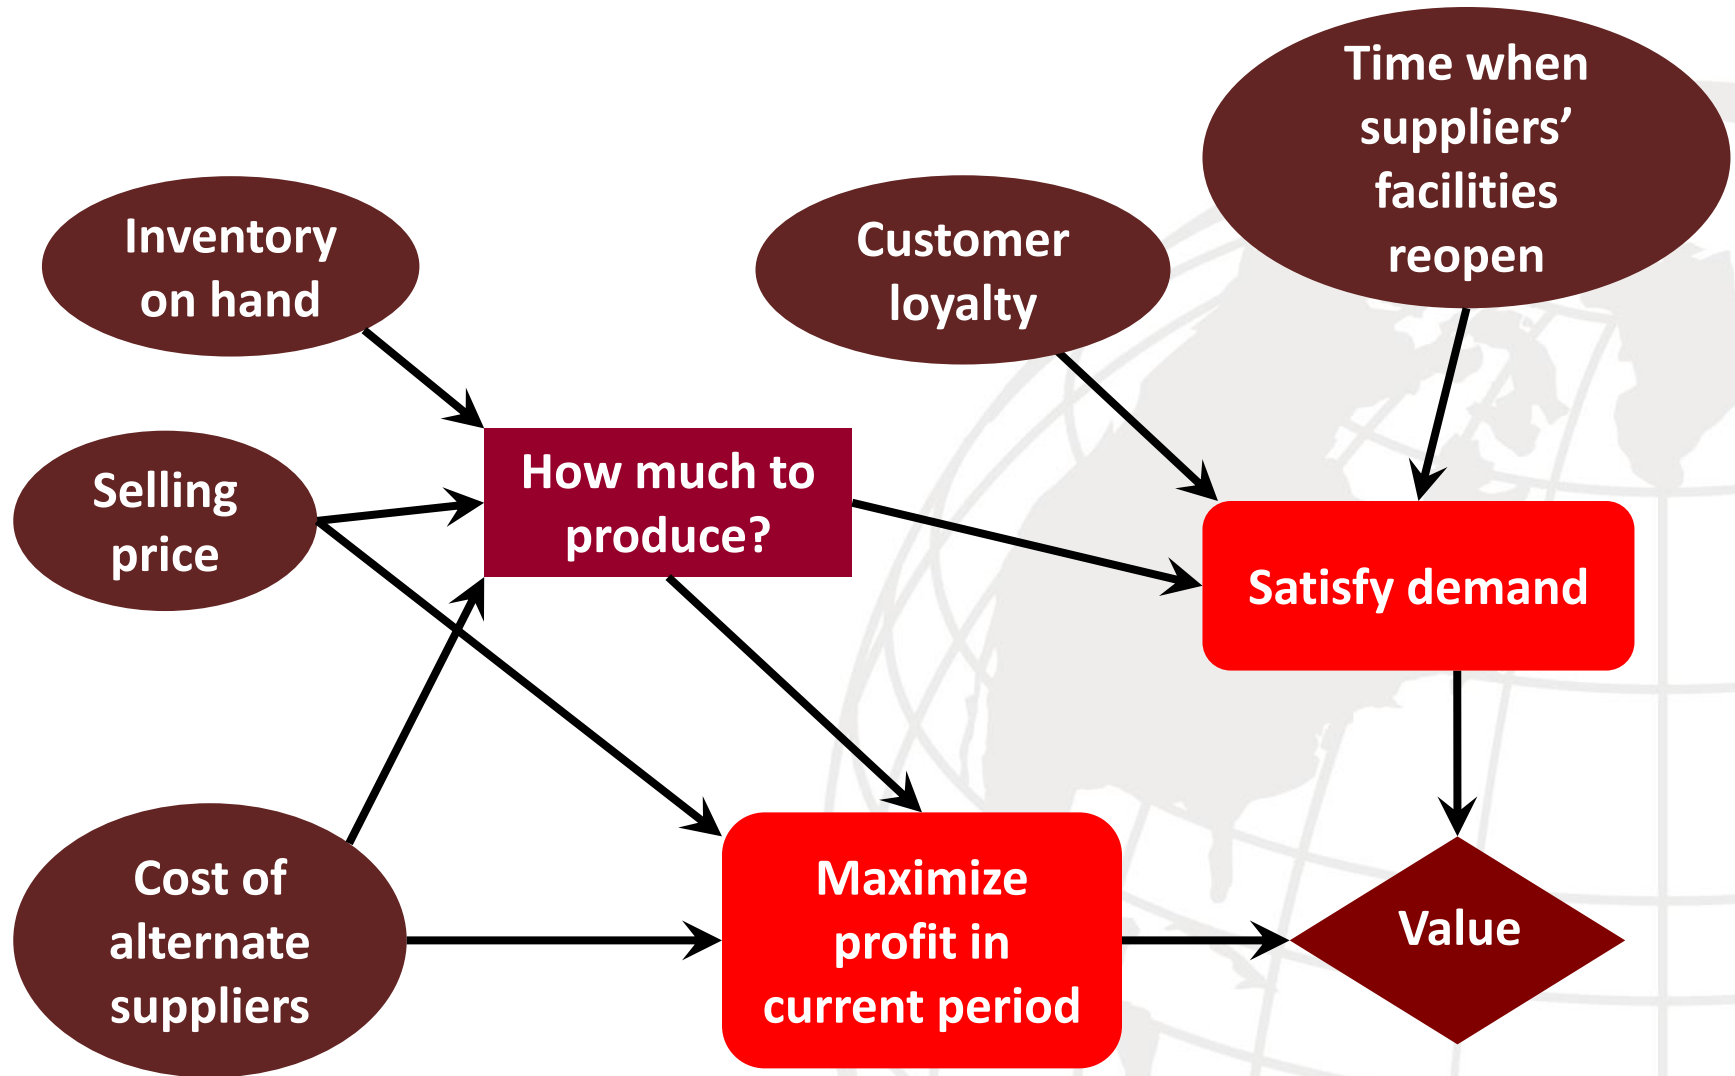 Time when
suppliers’
facilities
reopen
Inventory
on hand
Customer
loyalty
Selling
price
How much to
produce?
Satisfy demand
Cost of
alternate
suppliers
Maximize
profit in
current period
Value